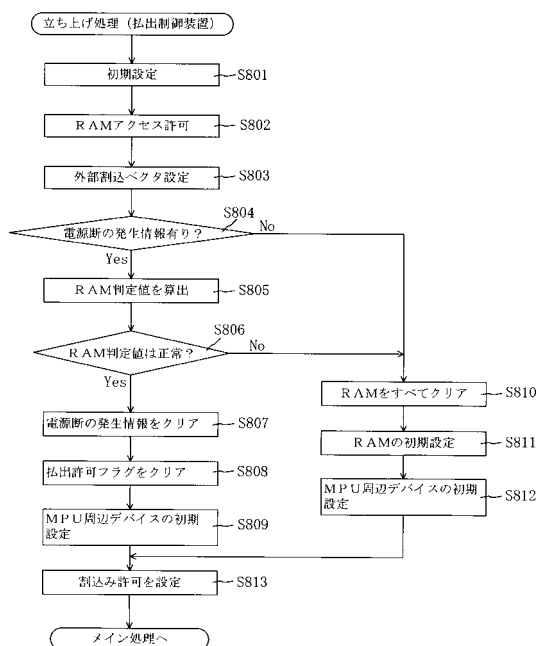 立ち上げ処理(払出制御装置)
初期設定
S801
RAMアクセス許可
S802
外部割込ベクタ設定
S803
S804
電源断の発生情報有り?
No
Yes
RAM判定値を算出
S805
S806
RAM判定値は正常?
No
Yes
RAMをすべてクリア
S810
電源断の発生情報をクリア
S807
RAMの初期設定
S811
払出許可フラグをクリア
S808
MPU周辺デバイスの初期
設定
S812
MPU周辺デバイスの初期
設定
S809
割込み許可を設定
S813
メイン処理へ